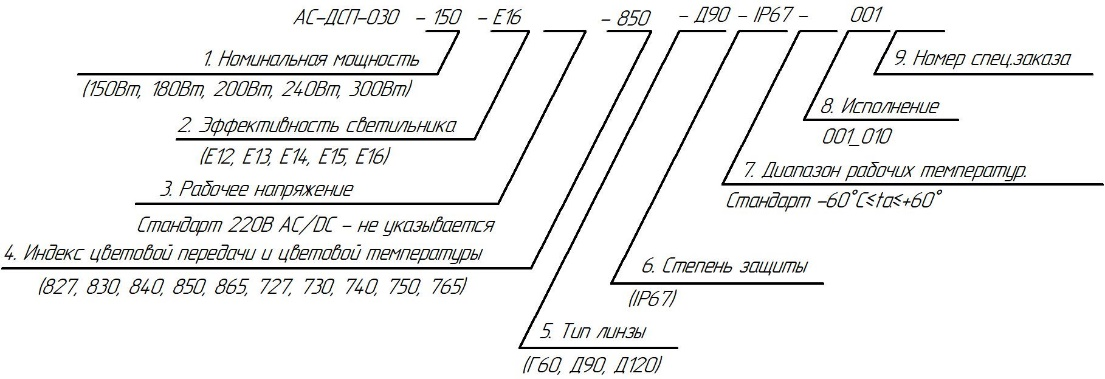 АС-ДСП-030 - 150 - Е16 - 850 - Д90 - IP67 - 001
1. Номинальная мощность
(150Вт, 180Вт, 200Вт, 240Вт, 300Вт)
2. Эффективность светильника
(Е12, Е13, Е14, Е15, Е16)
3. Рабочее напряжение
Стандарт 220В AC/DC - не указывается
4. Индекс цветовой передачи и цветовой температуры
(827, 830, 840, 850, 865, 727, 730, 740, 750, 765)
5. Тип линзы
(Г60, Д90, Д120)
6. Степень защиты
(IP67)
7. Диапазон рабочих температур.
Стандарт -60°С≤ta≤+60°
8. Исполнение
001_010
9. Номер спец.заказа